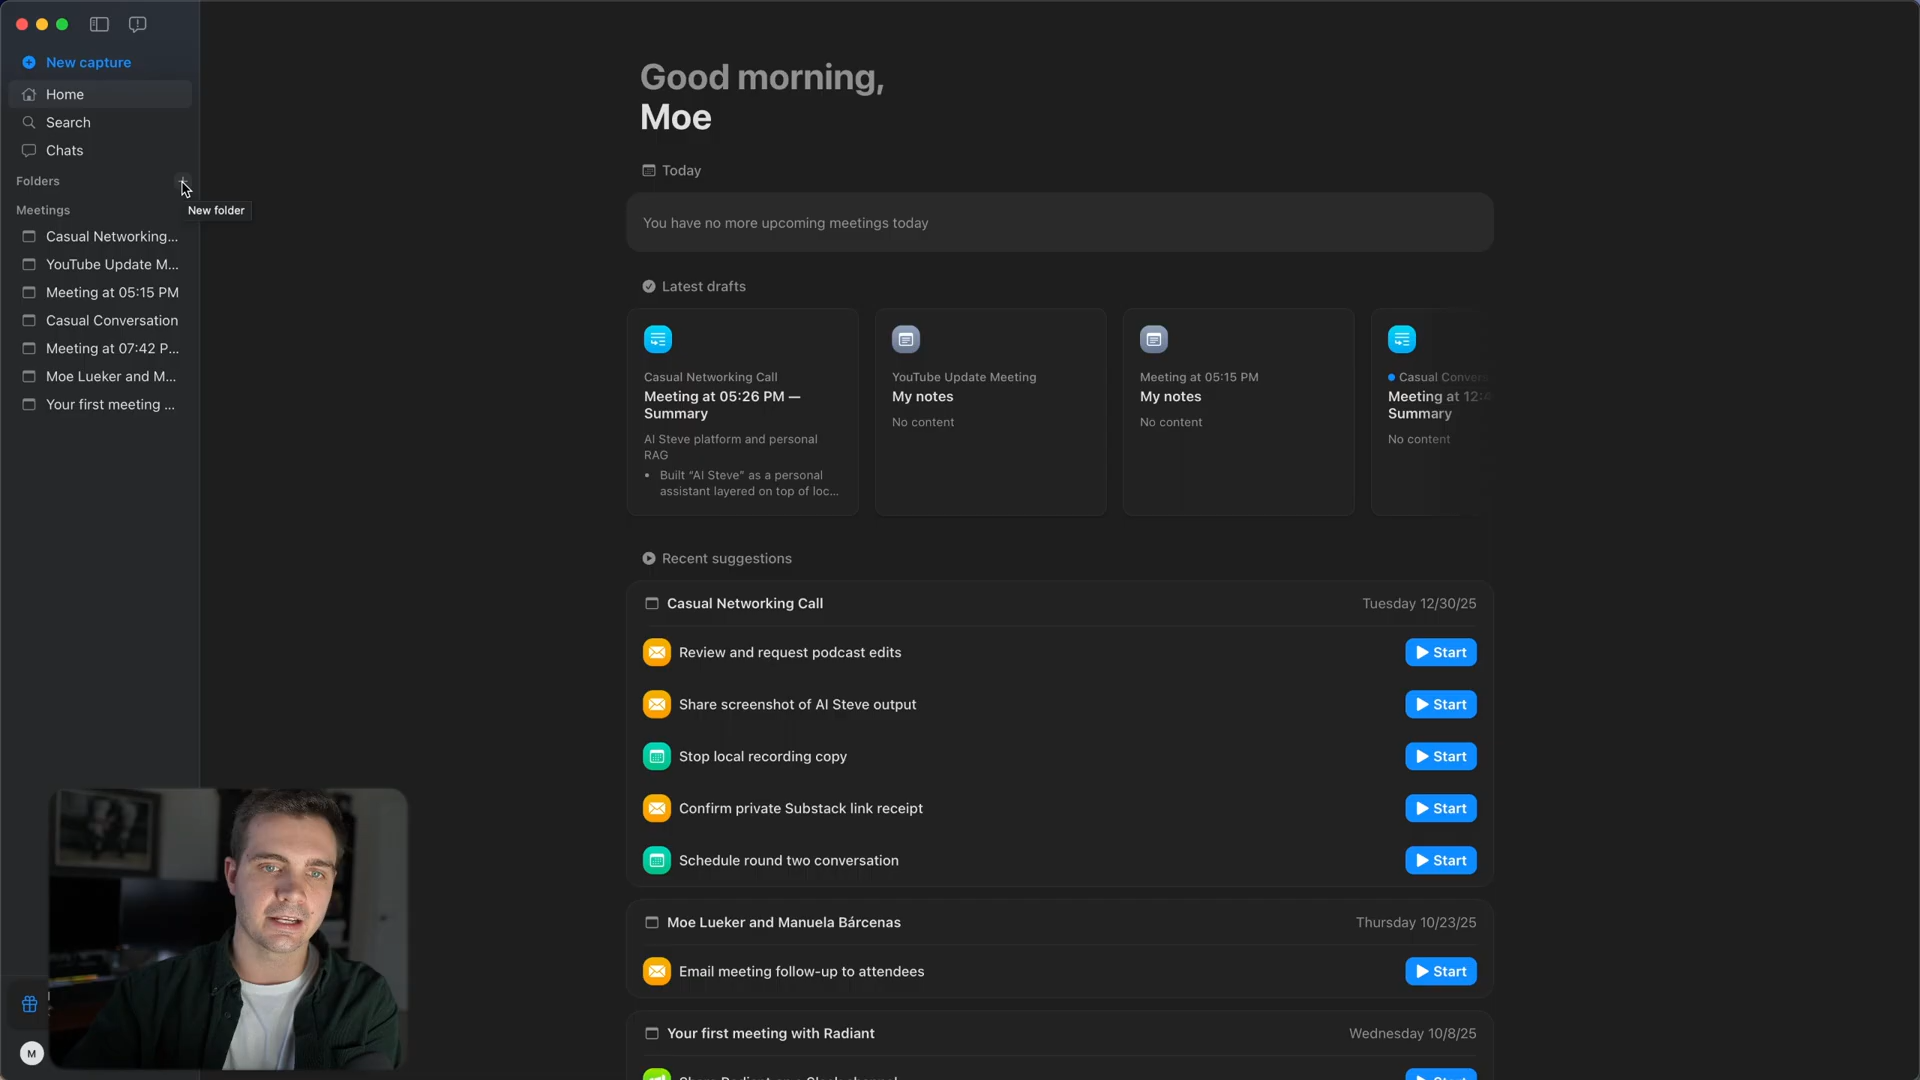 New capture
Home
Search
Chats
Folders
New folder
Meetings
Casual Networking...
YouTube Update M...
Meeting at 05:15 PM
Casual Conversation
Meeting at 07:42 P...
Moe Lueker and M...
Your first meeting ...
M
Good morning,
Moe
Today
You have no more upcoming meetings today
Latest drafts
Casual Networking Call
Meeting at 05:26 PM —
Summary
AI Steve platform and personal
RAG
• Built “AI Steve” as a personal
assistant layered on top of loc...
YouTube Update Meeting
My notes
No content
Meeting at 05:15 PM
My notes
No content
Casual Convers
Meeting at 12:4
Summary
No content
Recent suggestions
Casual Networking Call
Tuesday 12/30/25
Review and request podcast edits
Start
Share screenshot of AI Steve output
Start
Stop local recording copy
Start
Confirm private Substack link receipt
Start
Schedule round two conversation
Start
Moe Lueker and Manuela Bárcenas
Thursday 10/23/25
Email meeting follow-up to attendees
Start
Your first meeting with Radiant
Wednesday 10/8/25